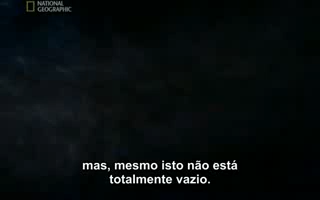 NATIONAL
GEOGRAPHIC
mas, mesmo isto não está
totalmente vazio.